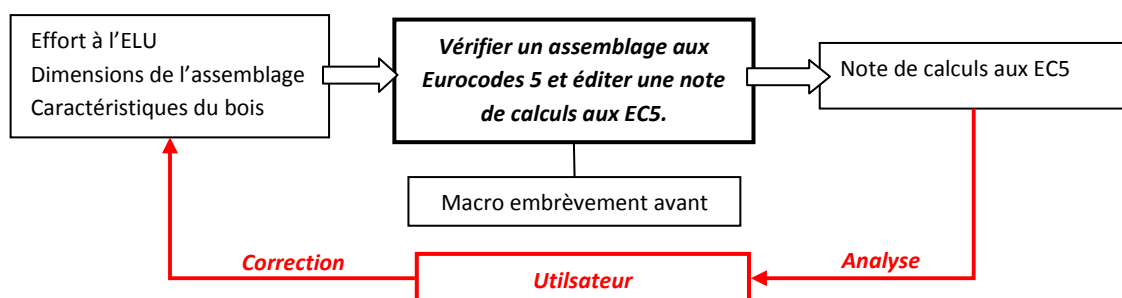 Effort à l'ELU
Dimensions de l'assemblage
Caractéristiques du bois
Vérifier un assemblage aux
Eurocodes 5 et éditer une note
de calculs aux EC5.
Note de calculs aux EC5
Macro embrèvement avant
Correction
Utilsateur
Analyse